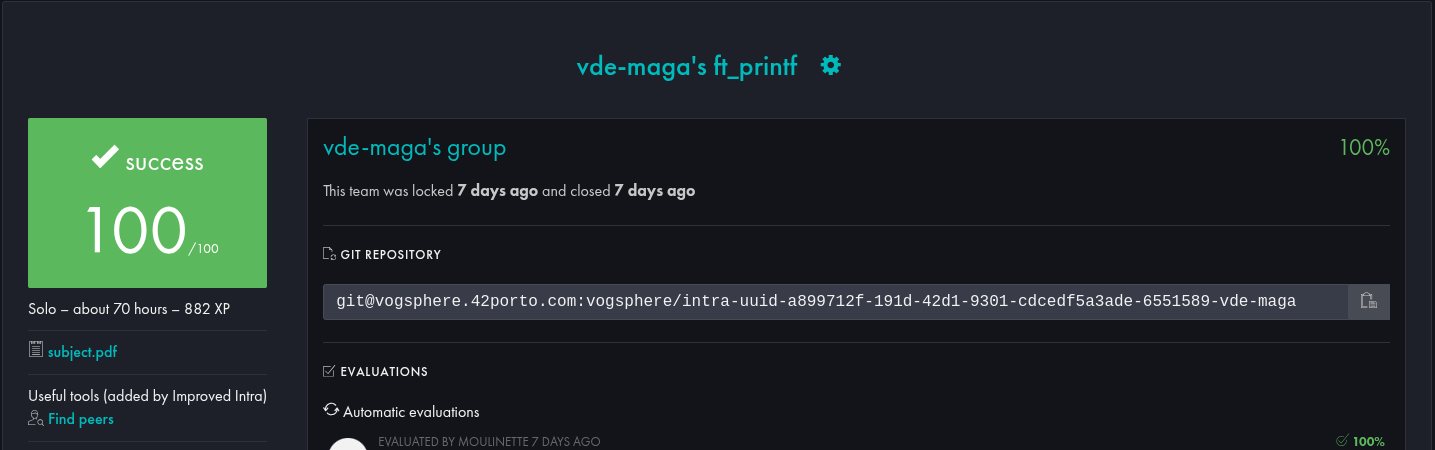 vde-maga's ft_printf
success
100/100
Solo – about 70 hours – 882 XP
subject.pdf
Useful tools (added by Improved Intra)
Find peers
vde-maga's group
100%
This team was locked 7 days ago and closed 7 days ago
GIT REPOSITORY
git@vogsphere.42porto.com:vogsphere/intra-uuid-a899712f-191d-42d1-9301-cdcedf5a3ade-6551589-vde-maga
EVALUATIONS
Automatic evaluations
EVALUATED BY MOULINETTE 7 DAYS AGO
100%